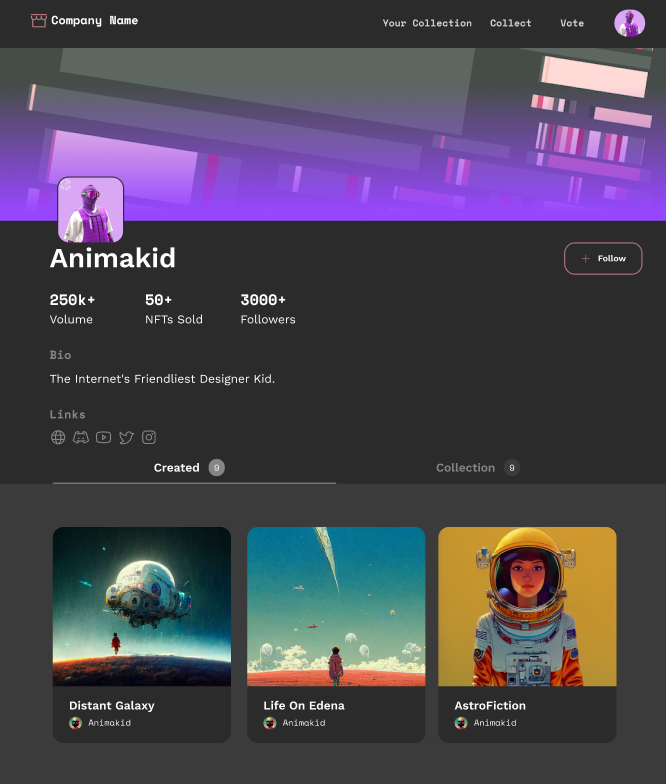 Company Name
Your Collection Collect Vote
Animakid
Follow
250k+ 50+ 3000+
Volume NFTs Sold Followers
Bio
The Internet's Friendliest Designer Kid.
Links
Created 9 Collection 9
Distant Galaxy
Animakid
Life On Edena
Animakid
AstroFiction
Animakid